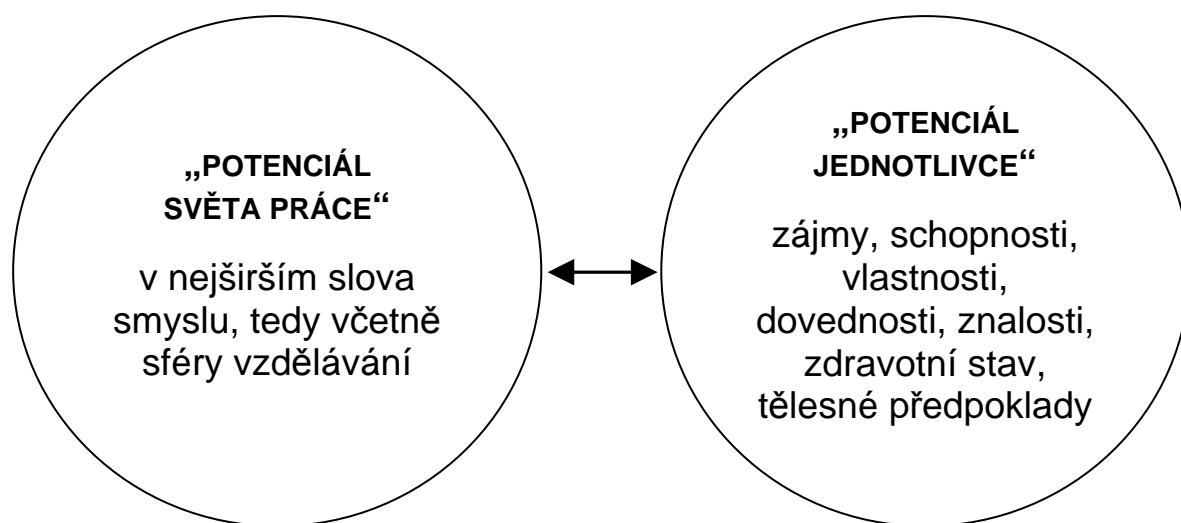 „POTENCIÁL
SVĚTA PRÁCE“
v nejširším slova
smyslu, tedy včetně
sféry vzdělávání
„POTENCIÁL
JEDNOTLIVCE“
zájmy, schopnosti,
vlastnosti,
dovednosti, znalosti,
zdravotní stav,
tělesné předpoklady